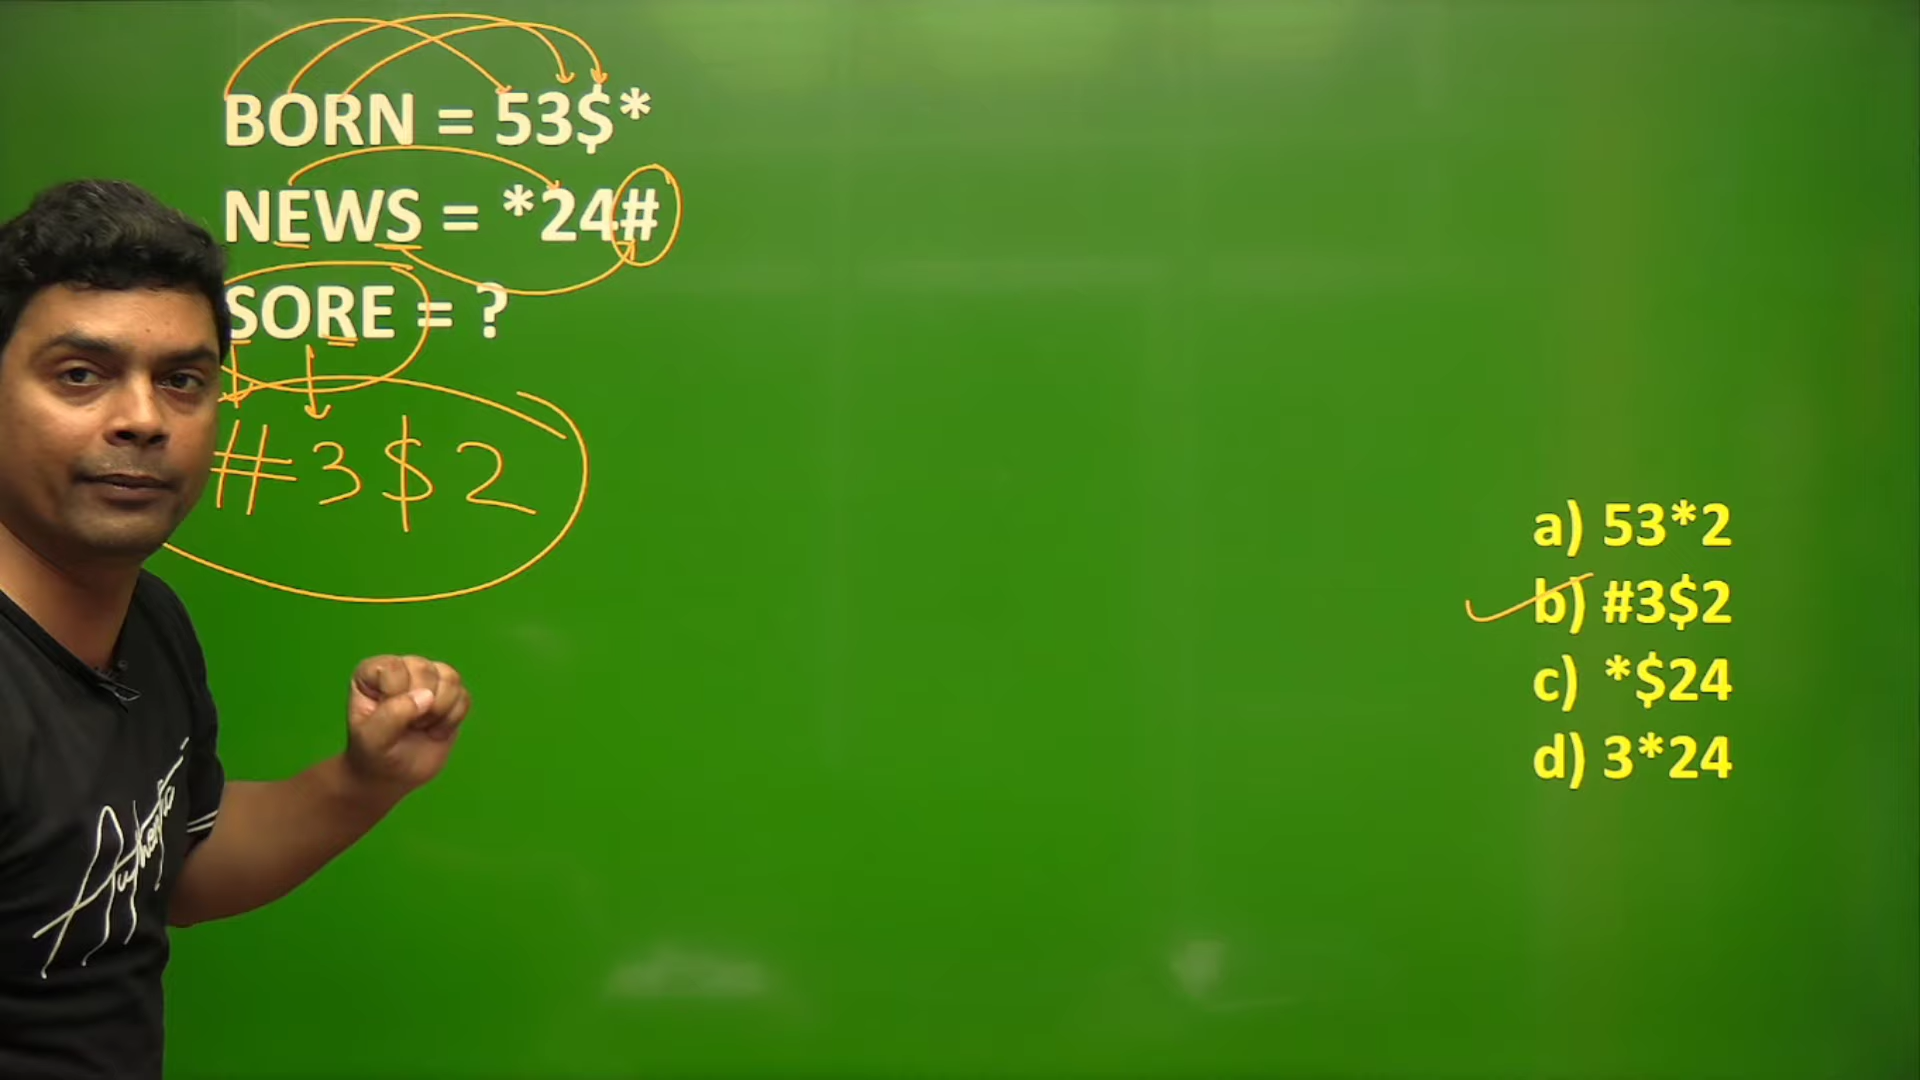 BORN = 53$*
NEWS = *24#
SORE = ?
#3$2
a) 53*2
b) #3$2
c) *$24
d) 3*24